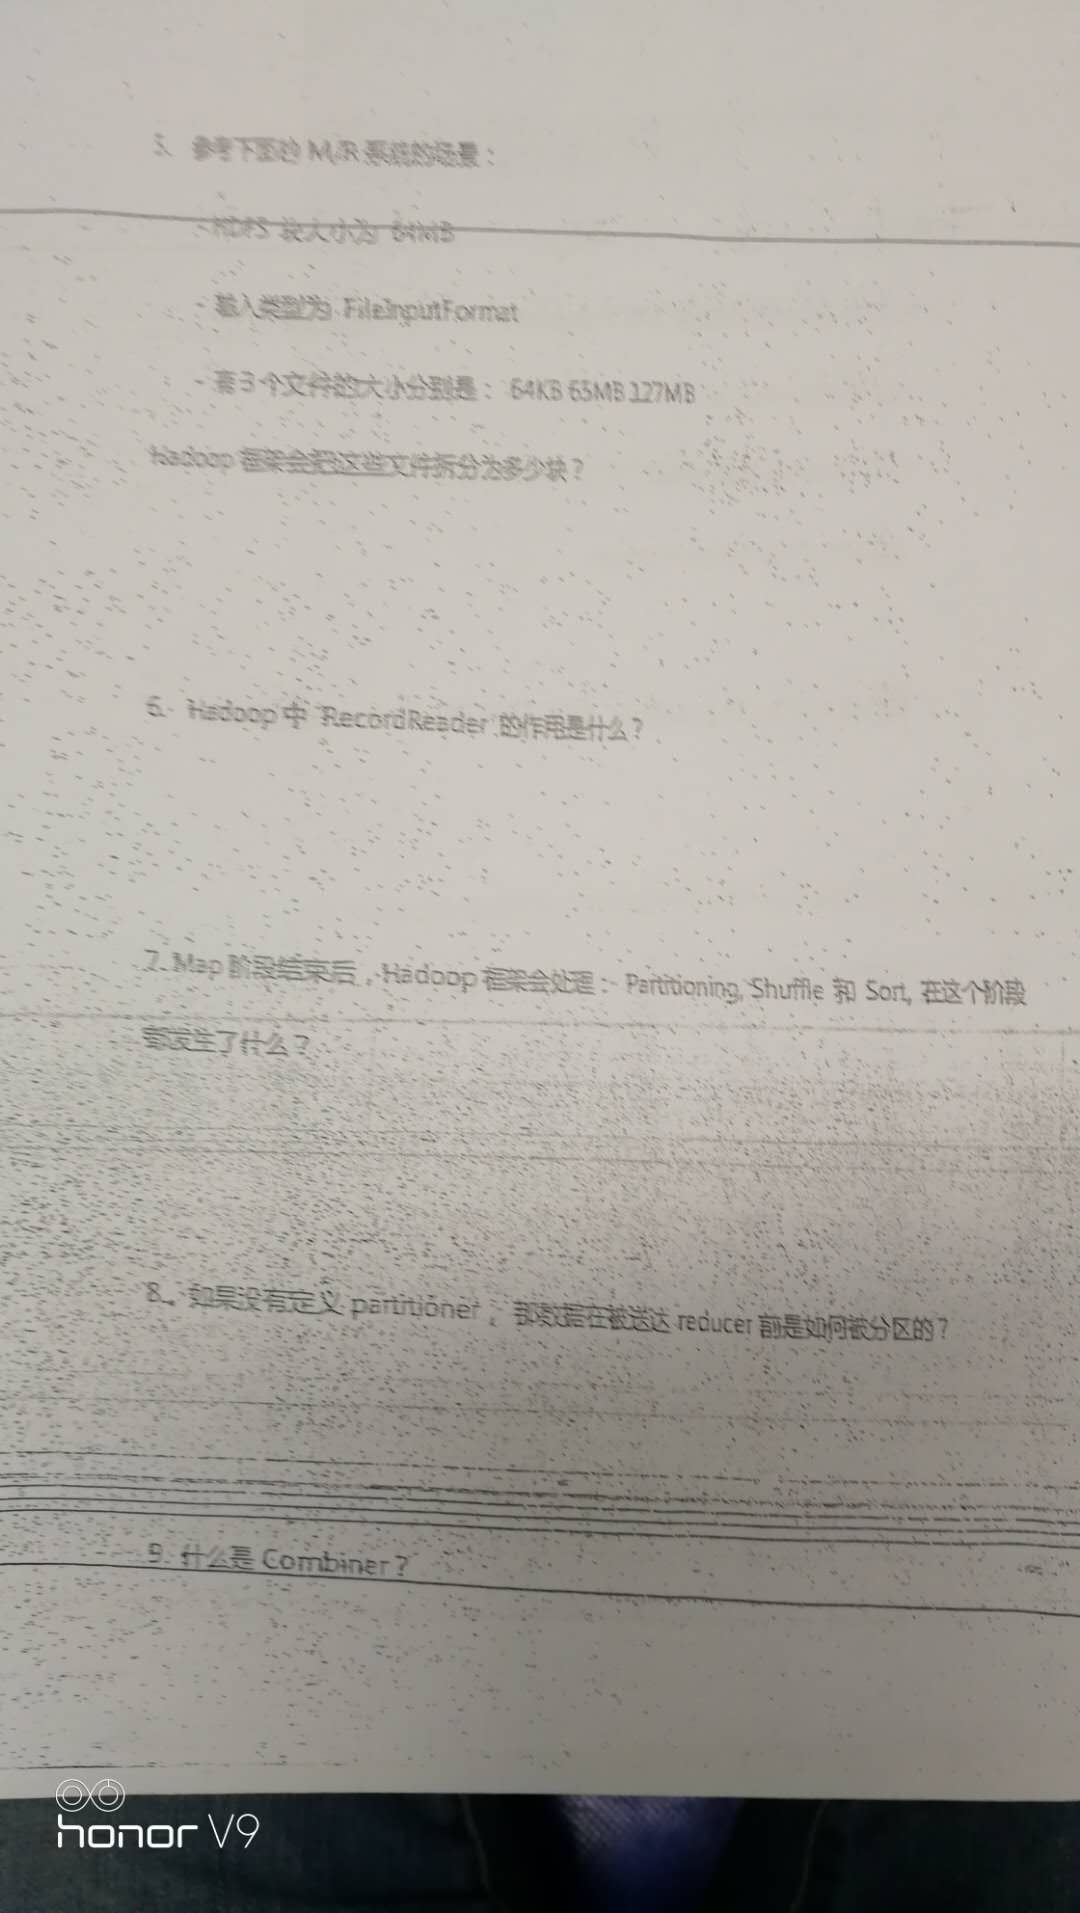 5、参考下面的 M/R 系统的场景：
- HDFS 块大小为 64MB
- 输入类型为 FileInputFormat
- 有 3 个文件的大小分别是： 64KB 65MB 127MB
Hadoop 框架会把这些文件拆分为多少块？
6. Hadoop 中 RecordReader 的作用是什么？
7. Map 阶段结束后，Hadoop 框架会处理： Partitioning, Shuffle 和 Sort, 在这个阶段
都发生了什么？
8.、如果没有定义 partitioner，那数据在被送达 reducer 前是如何被分区的？
9. 什么是 Combiner？
honor V9